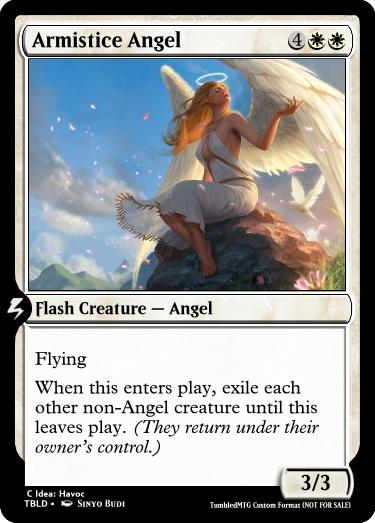 Armistice Angel 4
Flash Creature — Angel
Flying
When this enters play, exile each
other non-Angel creature until this
leaves play. (They return under their
owner's control.)
3/3
C Idea: Havoc
TBLD • Sinyo Budi
TumbledMTG Custom Format (NOT FOR SALE)